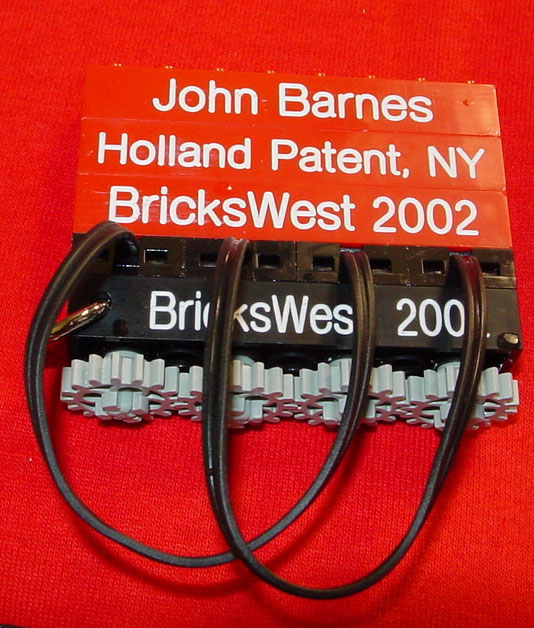 John Barnes
Holland Patent, NY
BricksWest 2002
BricksWest 200